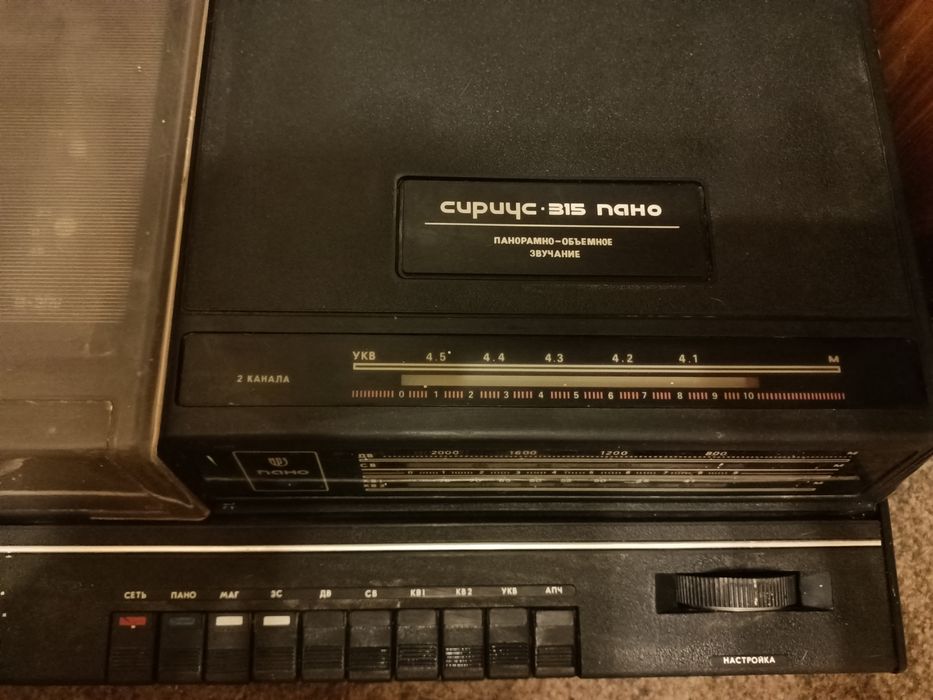 сириус·315 пано
ПАНОРАМНО-ОБЪЕМНОЕ
ЗВУЧАНИЕ
УКВ 4.5 4.4 4.3 4.2 4.1 М
2 КАНАЛА
0 1 2 3 4 5 6 7 8 9 10
пано
ДВ 2000 1600 1200 800 М
СВ М
КВ1
КВ2
СЕТЬ ПАНО МАГ ЗС ДВ СВ КВ1 КВ2 УКВ АПЧ
НАСТРОЙКА